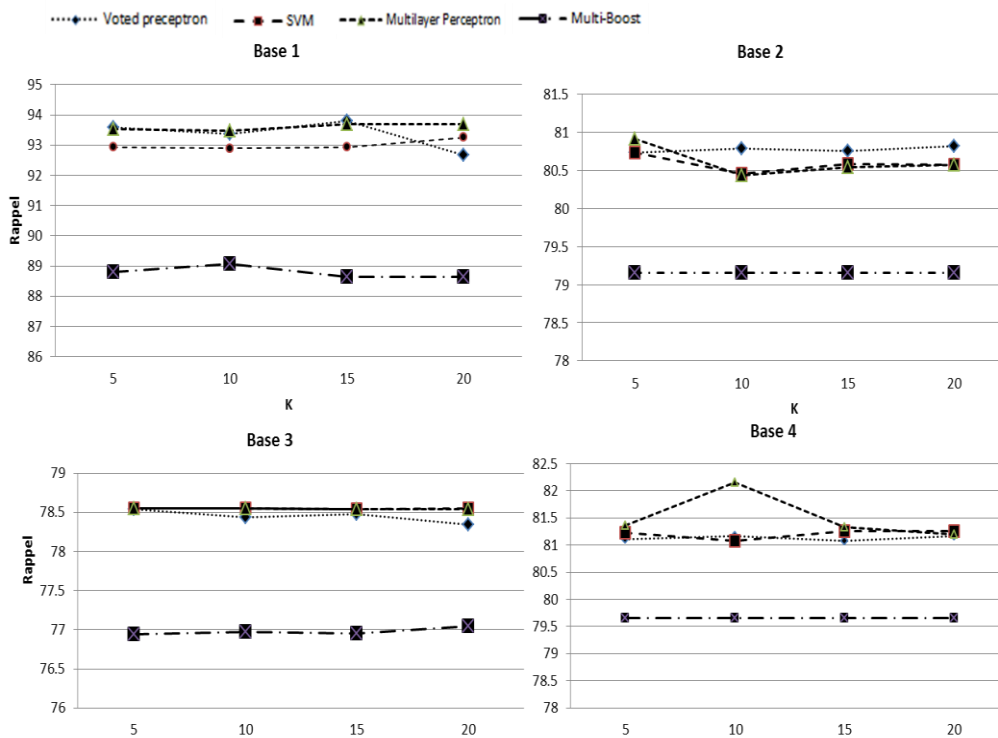 Voted preceptron SVM Multilayer Perceptron Multi-Boost
Base 1
95
94
93
92
91
90
89
88
87
86
Rappel
5 10 15 20
K
Base 2
81.5
81
80.5
80
79.5
79
78.5
78
5 10 15 20
K
Base 3
79
78.5
78
77.5
77
76.5
76
Rappel
5 10 15 20
Base 4
82.5
82
81.5
81
80.5
80
79.5
79
78.5
78
5 10 15 20